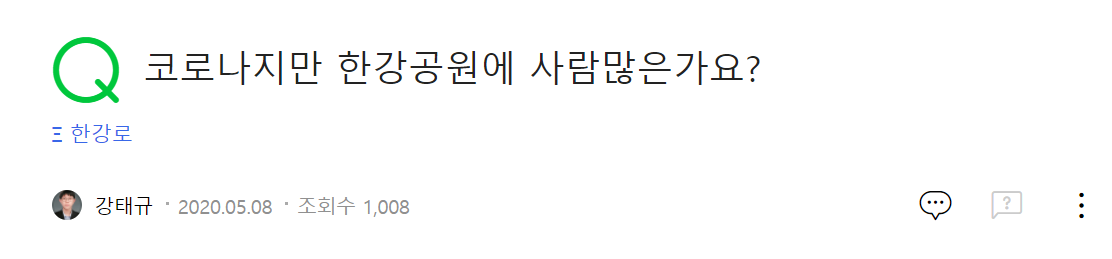 Q 코로나지만 한강공원에 사람많은가요?
Ξ 한강로
강태규 · 2020.05.08 · 조회수 1,008
?